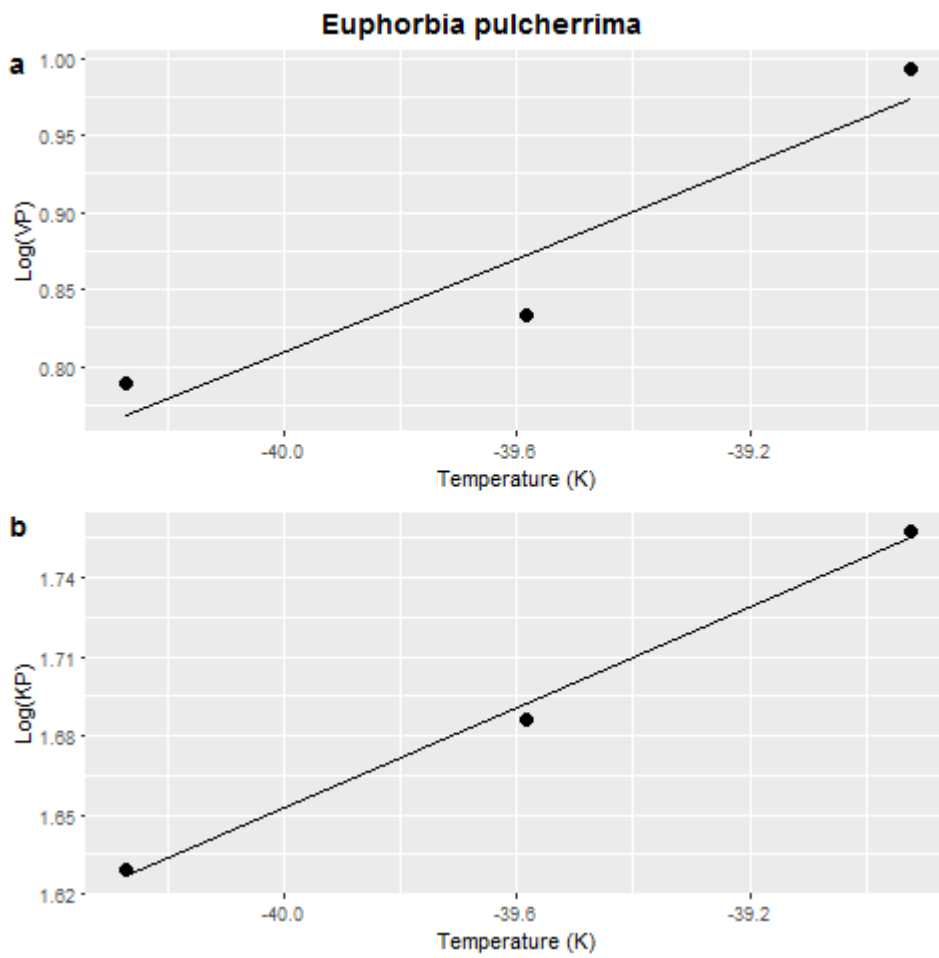 Euphorbia pulcherrima
a
1.00
0.95
0.90
0.85
0.80
Log(VP)
-40.0 -39.6 -39.2
Temperature (K)
b
1.74
1.71
1.68
1.65
1.62
Log(KP)
-40.0 -39.6 -39.2
Temperature (K)